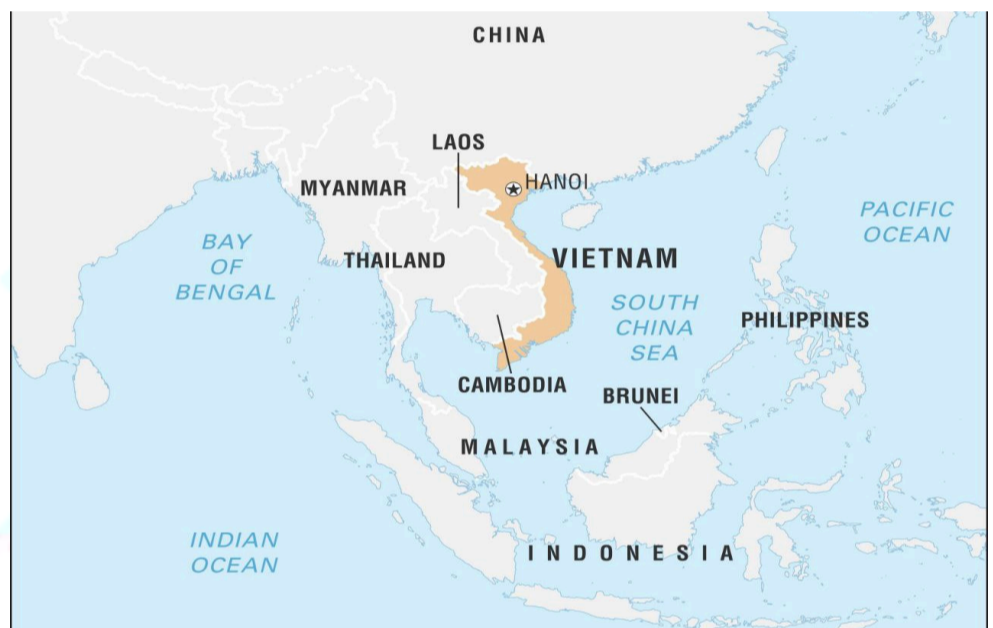 CHINA
LAOS
HANOI
MYANMAR
PACIFIC
OCEAN
BAY
OF
BENGAL
THAILAND
VIETNAM
SOUTH
CHINA
SEA
PHILIPPINES
CAMBODIA
BRUNEI
MALAYSIA
INDIAN
OCEAN
INDONESIA